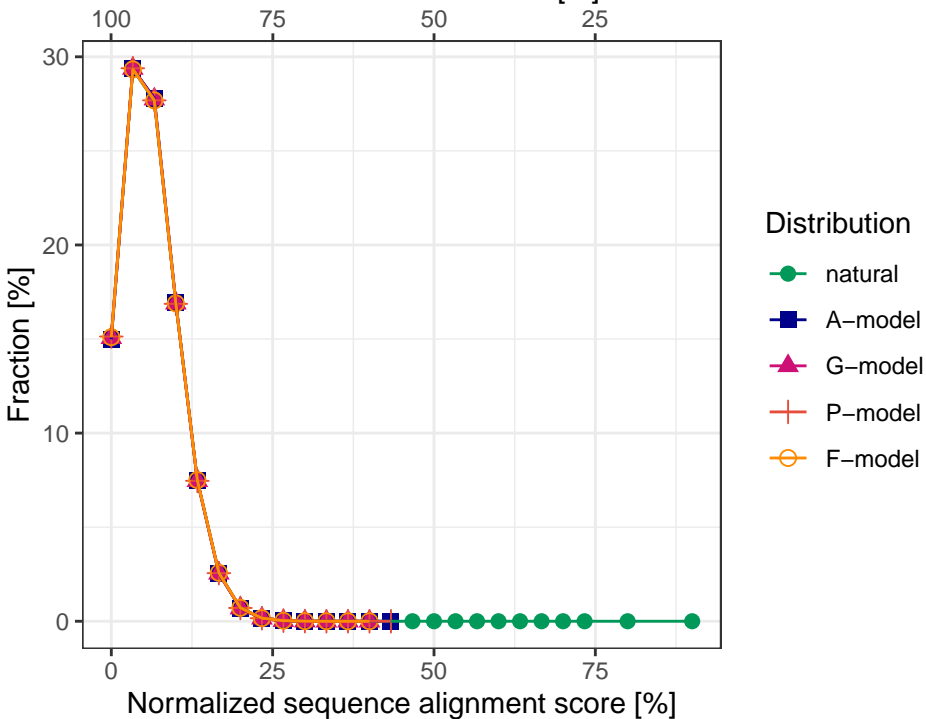 100 75 50 25
30
20
10
0
Fraction [%]
0 25 50 75
Normalized sequence alignment score [%]
Distribution
natural
A−model
G−model
P−model
F−model